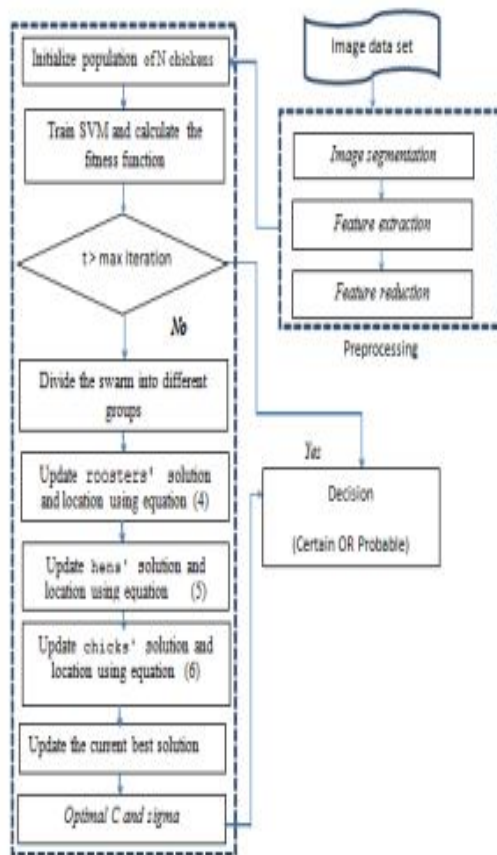 Initialize population of N chickens
Train SVM and calculate the
fitness function
t > max Iteration
No
Divide the swarm into different
groups
Update roosters' solution
and location using equation (4)
Update hens' solution and
location using equation (5)
Update chicks' solution and
location using equation (6)
Update the current best solution
Optimal C and sigma
Image data set
Image segmentation
Feature extraction
Feature reduction
Preprocessing
Yes
Decision
(Certain OR Probable)